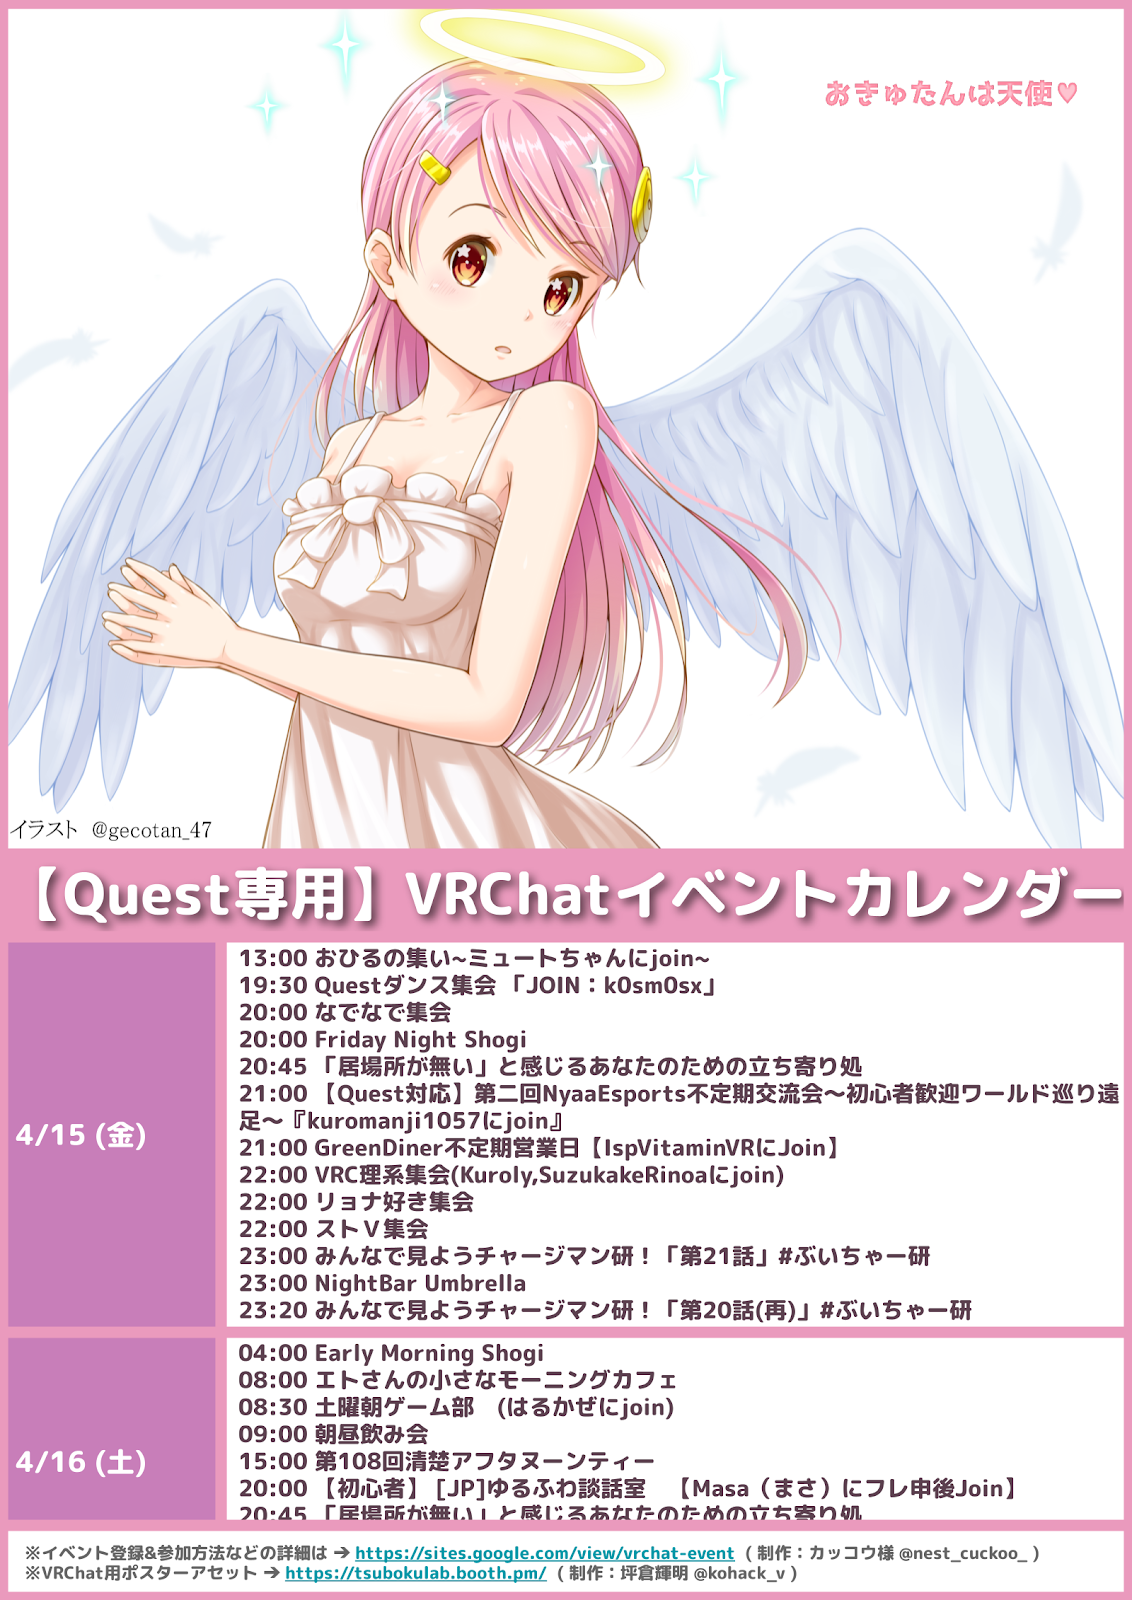 おきゅたんは天使♥
イラスト @gecotan_47
【Quest専用】VRChatイベントカレンダー
4/15 (金)
13:00 おひるの集い~ミュートちゃんにjoin~
19:30 Questダンス集会 「JOIN：k0sm0sx」
20:00 なでなで集会
20:00 Friday Night Shogi
20:45 「居場所が無い」と感じるあなたのための立ち寄り処
21:00 【Quest対応】第二回NyaaEsports不定期交流会～初心者歓迎ワールド巡り遠
足～『kuromanji1057にjoin』
21:00 GreenDiner不定期営業日【IspVitaminVRにJoin】
22:00 VRC理系集会(Kuroly,SuzukakeRinoaにjoin)
22:00 リョナ好き集会
22:00 ストＶ集会
23:00 みんなで見ようチャージマン研！「第21話」#ぶいちゃー研
23:00 NightBar Umbrella
23:20 みんなで見ようチャージマン研！「第20話(再)」#ぶいちゃー研
4/16 (土)
04:00 Early Morning Shogi
08:00 エトさんの小さなモーニングカフェ
08:30 土曜朝ゲーム部　(はるかぜにjoin)
09:00 朝昼飲み会
15:00 第108回清楚アフタヌーンティー
20:00 【初心者】[JP]ゆるふわ談話室　【Masa（まさ）にフレ申後Join】
20:45 「居場所が無い」と感じるあなたのための立ち寄り処
※イベント登録&参加方法などの詳細は → https://sites.google.com/view/vrchat-event （制作：カッコウ様 @nest_cuckoo_ ）
※VRChat用ポスターアセット → https://tsubokulab.booth.pm/ （制作：坪倉輝明 @kohack_v ）